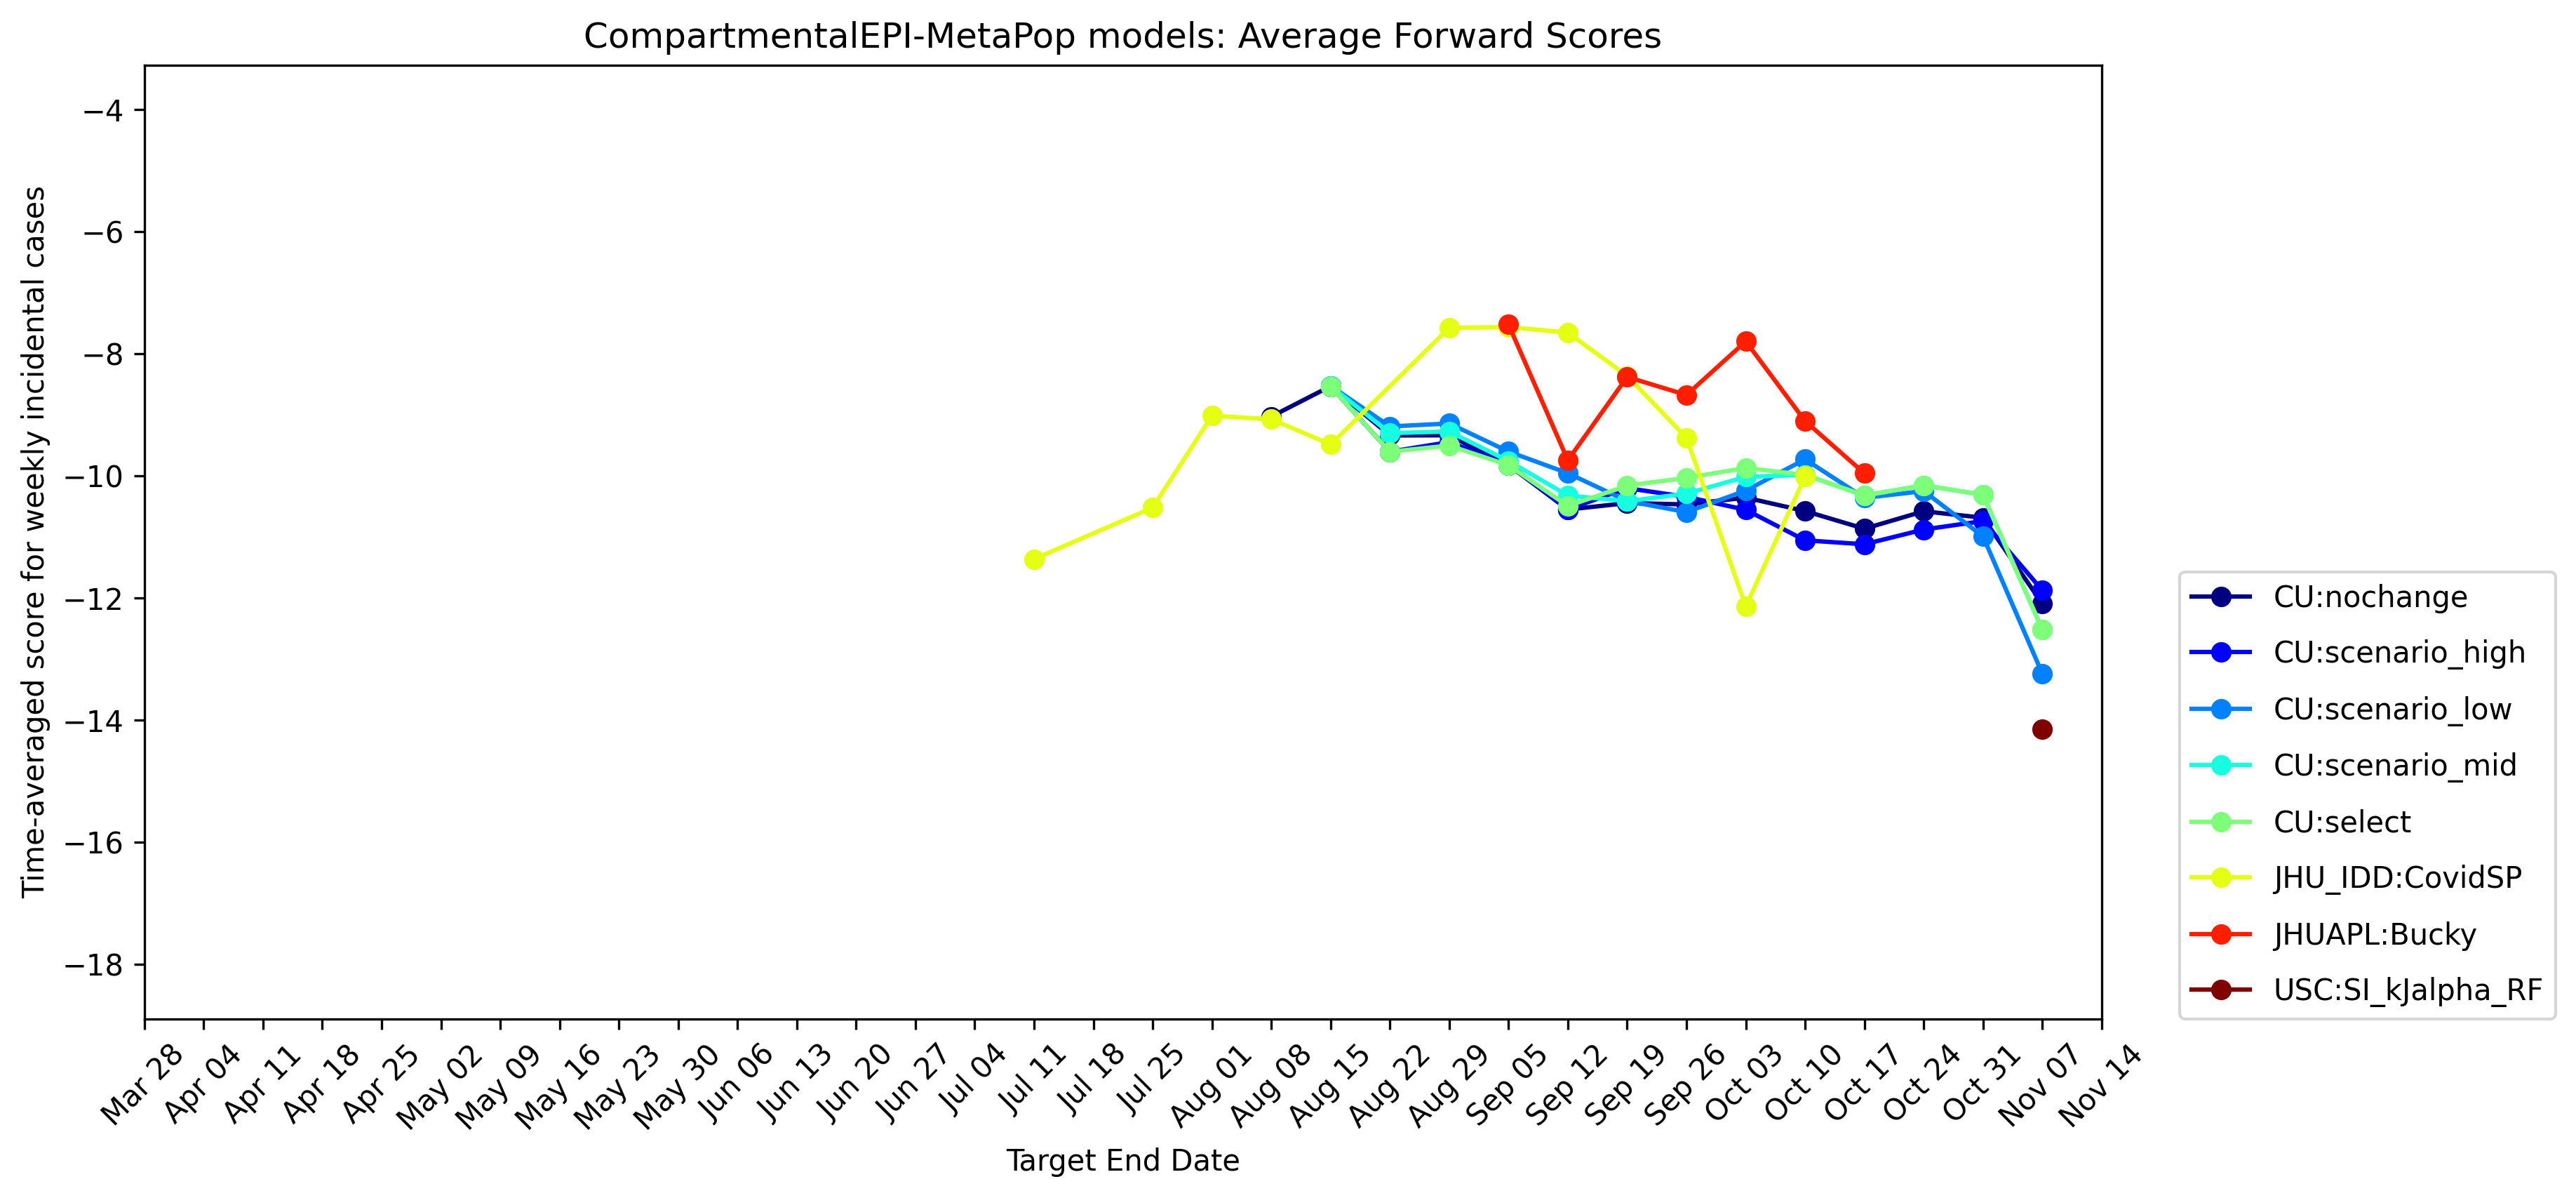 CompartmentalEPI-MetaPop models: Average Forward Scores
Time-averaged score for weekly incidental cases
−4
−6
−8
−10
−12
−14
−16
−18
Mar 28
Apr 04
Apr 11
Apr 18
Apr 25
May 02
May 09
May 16
May 23
May 30
Jun 06
Jun 13
Jun 20
Jun 27
Jul 04
Jul 11
Jul 18
Jul 25
Aug 01
Aug 08
Aug 15
Aug 22
Aug 29
Sep 05
Sep 12
Sep 19
Sep 26
Oct 03
Oct 10
Oct 17
Oct 24
Oct 31
Nov 07
Nov 14
Target End Date
CU:nochange
CU:scenario_high
CU:scenario_low
CU:scenario_mid
CU:select
JHU_IDD:CovidSP
JHUAPL:Bucky
USC:SI_kJalpha_RF